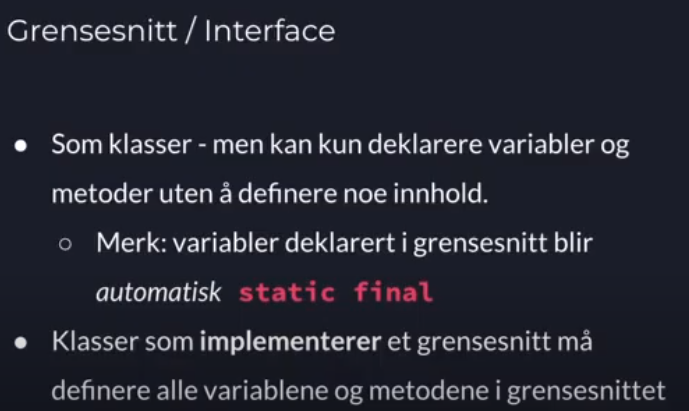 Grensesnitt / Interface
● Som klasser - men kan kun deklarere variabler og
metoder uten å definere noe innhold.
○ Merk: variabler deklarert i grensesnitt blir
automatisk static final
● Klasser som implementerer et grensesnitt må
definere alle variablene og metodene i grensesnittet